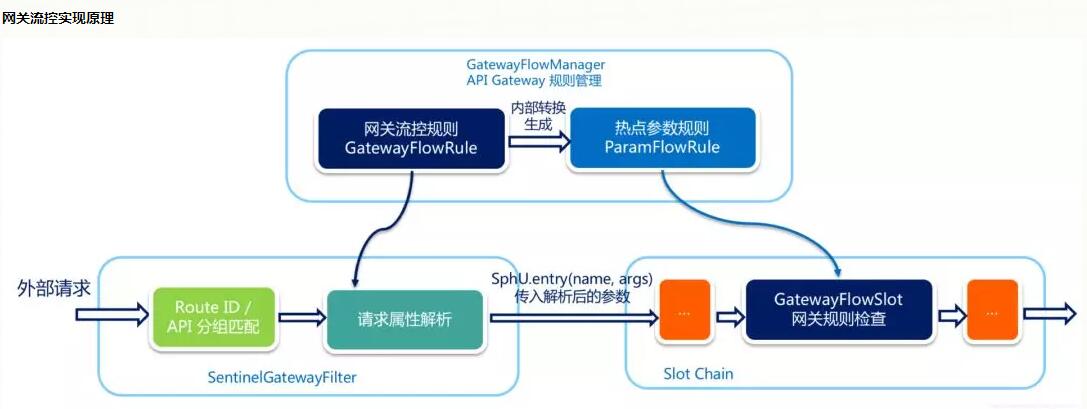 网关流控实现原理
GatewayFlowManager
API Gateway 规则管理
网关流控规则
GatewayFlowRule
内部转换
生成
热点参数规则
ParamFlowRule
外部请求
Route ID /
API 分组匹配
请求属性解析
SentinelGatewayFilter
SphU.entry(name, args)
传入解析后的参数
...
GatewayFlowSlot
网关规则检查
...
Slot Chain